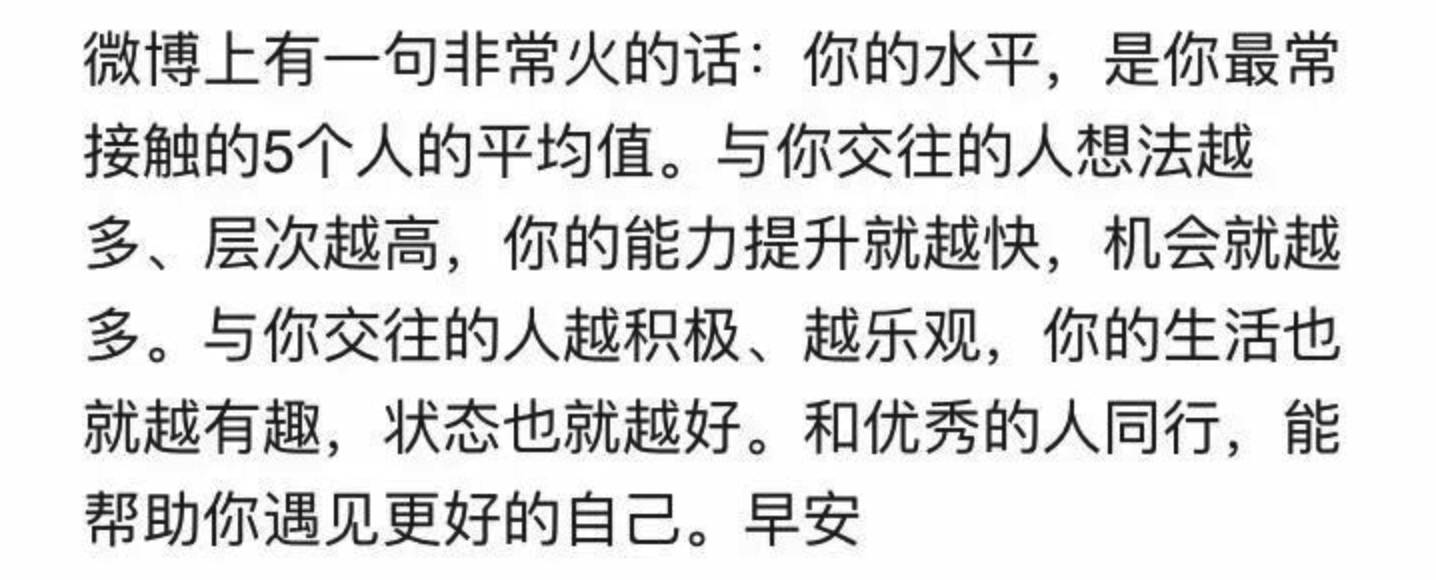 微博上有一句非常火的话：你的水平，是你最常
接触的5个人的平均值。与你交往的人想法越
多、层次越高，你的能力提升就越快，机会就越
多。与你交往的人越积极、越乐观，你的生活也
就越有趣，状态也就越好。和优秀的人同行，能
帮助你遇见更好的自己。早安